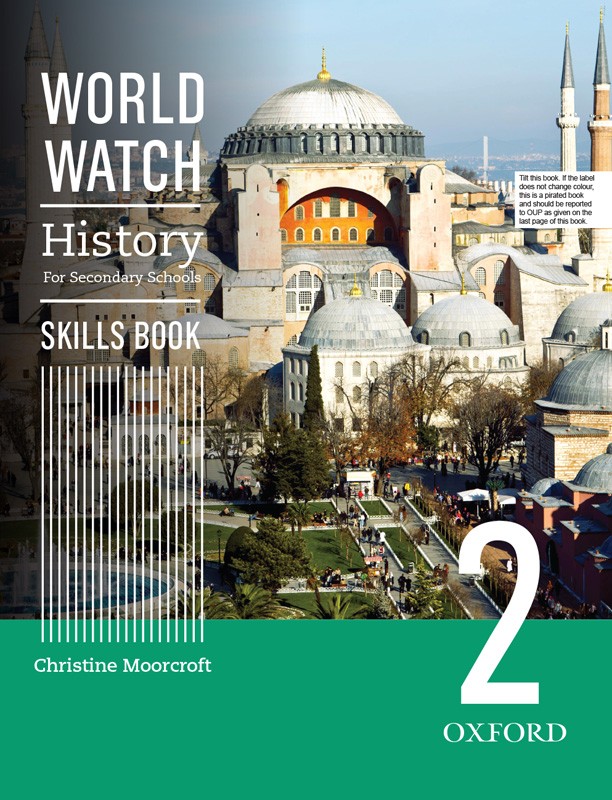 WORLD
WATCH
History
For Secondary Schools
SKILLS BOOK
Tilt this book. If the label
does not change colour,
this is a pirated book
and should be reported
to OUP as given on the
last page of this book.
Christine Moorcroft
2
OXFORD